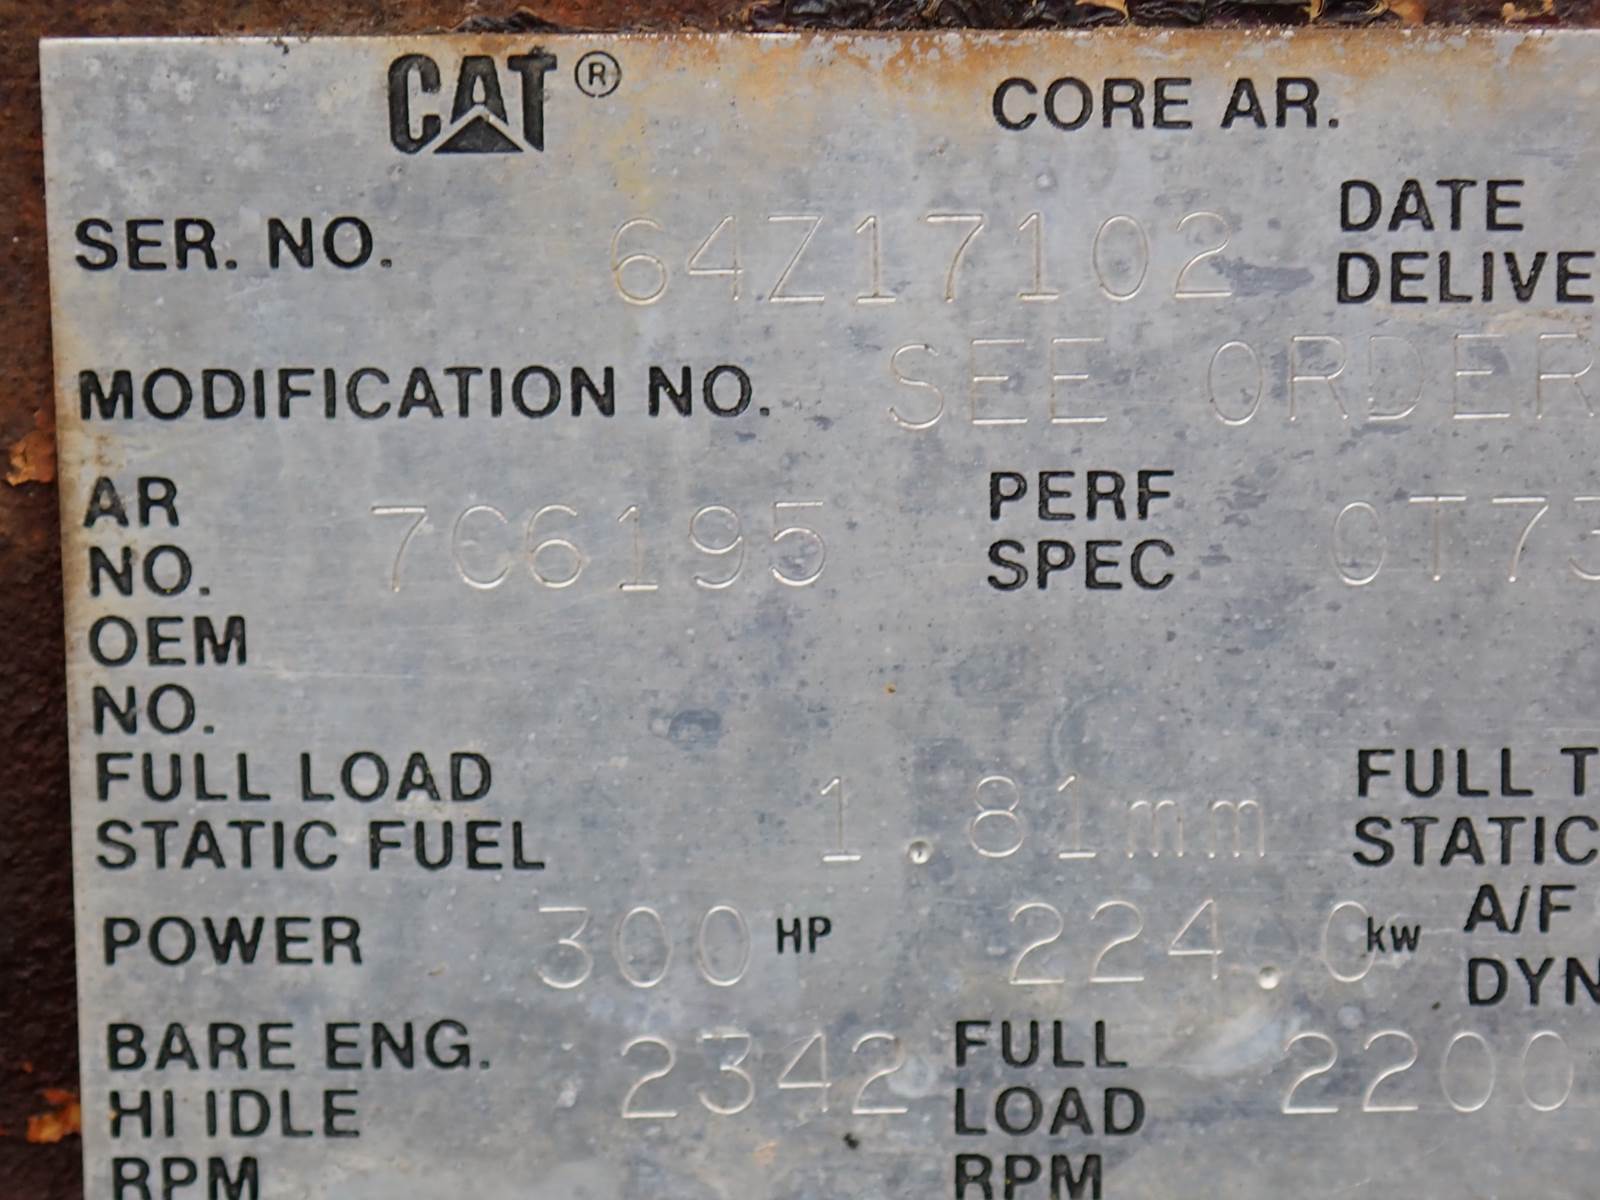 CAT® CORE AR.
SER. NO. 64Z17102 DATE
DELIVE
MODIFICATION NO. SEE ORDER
AR
NO. 7C6195 PERF
SPEC 0T73
OEM
NO.
FULL LOAD
STATIC FUEL 1.81mm FULL T
STATIC
POWER 300 HP 224.0 kw A/F
DYN
BARE ENG.
HI IDLE
RPM 2342 FULL
LOAD
RPM 2200